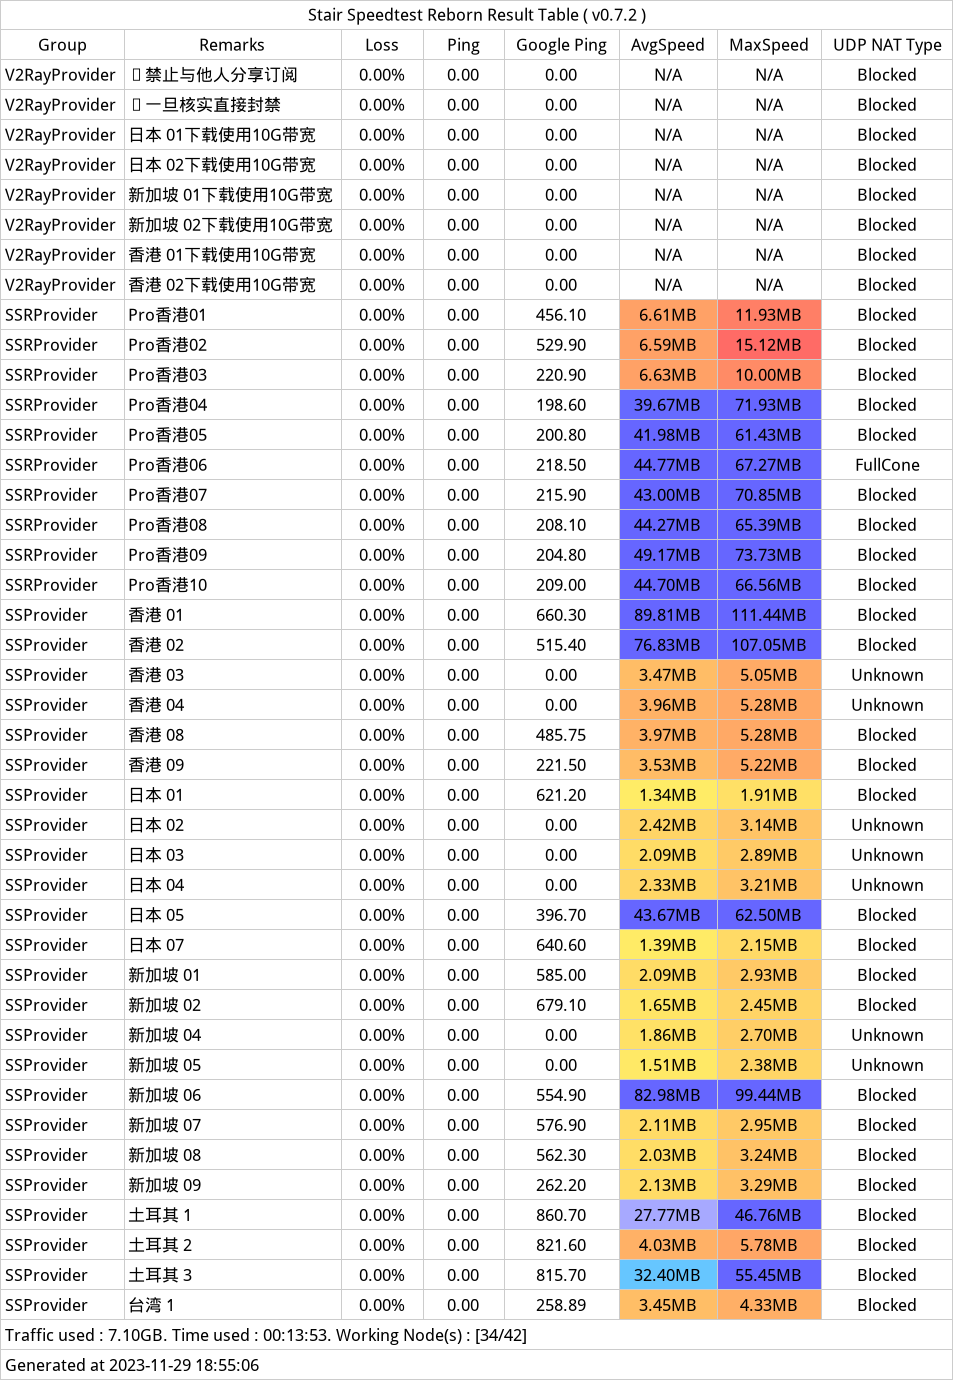 Stair Speedtest Reborn Result Table ( v0.7.2 )
Group Remarks Loss Ping Google Ping AvgSpeed MaxSpeed UDP NAT Type
V2RayProvider 禁止与他人分享订阅 0.00% 0.00 0.00 N/A N/A Blocked
V2RayProvider 一旦核实直接封禁 0.00% 0.00 0.00 N/A N/A Blocked
V2RayProvider 日本 01下载使用10G带宽 0.00% 0.00 0.00 N/A N/A Blocked
V2RayProvider 日本 02下载使用10G带宽 0.00% 0.00 0.00 N/A N/A Blocked
V2RayProvider 新加坡 01下载使用10G带宽 0.00% 0.00 0.00 N/A N/A Blocked
V2RayProvider 新加坡 02下载使用10G带宽 0.00% 0.00 0.00 N/A N/A Blocked
V2RayProvider 香港 01下载使用10G带宽 0.00% 0.00 0.00 N/A N/A Blocked
V2RayProvider 香港 02下载使用10G带宽 0.00% 0.00 0.00 N/A N/A Blocked
SSRProvider Pro香港01 0.00% 0.00 456.10 6.61MB 11.93MB Blocked
SSRProvider Pro香港02 0.00% 0.00 529.90 6.59MB 15.12MB Blocked
SSRProvider Pro香港03 0.00% 0.00 220.90 6.63MB 10.00MB Blocked
SSRProvider Pro香港04 0.00% 0.00 198.60 39.67MB 71.93MB Blocked
SSRProvider Pro香港05 0.00% 0.00 200.80 41.98MB 61.43MB Blocked
SSRProvider Pro香港06 0.00% 0.00 218.50 44.77MB 67.27MB FullCone
SSRProvider Pro香港07 0.00% 0.00 215.90 43.00MB 70.85MB Blocked
SSRProvider Pro香港08 0.00% 0.00 208.10 44.27MB 65.39MB Blocked
SSRProvider Pro香港09 0.00% 0.00 204.80 49.17MB 73.73MB Blocked
SSRProvider Pro香港10 0.00% 0.00 209.00 44.70MB 66.56MB Blocked
SSProvider 香港 01 0.00% 0.00 660.30 89.81MB 111.44MB Blocked
SSProvider 香港 02 0.00% 0.00 515.40 76.83MB 107.05MB Blocked
SSProvider 香港 03 0.00% 0.00 0.00 3.47MB 5.05MB Unknown
SSProvider 香港 04 0.00% 0.00 0.00 3.96MB 5.28MB Unknown
SSProvider 香港 08 0.00% 0.00 485.75 3.97MB 5.28MB Blocked
SSProvider 香港 09 0.00% 0.00 221.50 3.53MB 5.22MB Blocked
SSProvider 日本 01 0.00% 0.00 621.20 1.34MB 1.91MB Blocked
SSProvider 日本 02 0.00% 0.00 0.00 2.42MB 3.14MB Unknown
SSProvider 日本 03 0.00% 0.00 0.00 2.09MB 2.89MB Unknown
SSProvider 日本 04 0.00% 0.00 0.00 2.33MB 3.21MB Unknown
SSProvider 日本 05 0.00% 0.00 396.70 43.67MB 62.50MB Blocked
SSProvider 日本 07 0.00% 0.00 640.60 1.39MB 2.15MB Blocked
SSProvider 新加坡 01 0.00% 0.00 585.00 2.09MB 2.93MB Blocked
SSProvider 新加坡 02 0.00% 0.00 679.10 1.65MB 2.45MB Blocked
SSProvider 新加坡 04 0.00% 0.00 0.00 1.86MB 2.70MB Unknown
SSProvider 新加坡 05 0.00% 0.00 0.00 1.51MB 2.38MB Unknown
SSProvider 新加坡 06 0.00% 0.00 554.90 82.98MB 99.44MB Blocked
SSProvider 新加坡 07 0.00% 0.00 576.90 2.11MB 2.95MB Blocked
SSProvider 新加坡 08 0.00% 0.00 562.30 2.03MB 3.24MB Blocked
SSProvider 新加坡 09 0.00% 0.00 262.20 2.13MB 3.29MB Blocked
SSProvider 土耳其 1 0.00% 0.00 860.70 27.77MB 46.76MB Blocked
SSProvider 土耳其 2 0.00% 0.00 821.60 4.03MB 5.78MB Blocked
SSProvider 土耳其 3 0.00% 0.00 815.70 32.40MB 55.45MB Blocked
SSProvider 台湾 1 0.00% 0.00 258.89 3.45MB 4.33MB Blocked
Traffic used : 7.10GB. Time used : 00:13:53. Working Node(s) : [34/42]
Generated at 2023-11-29 18:55:06